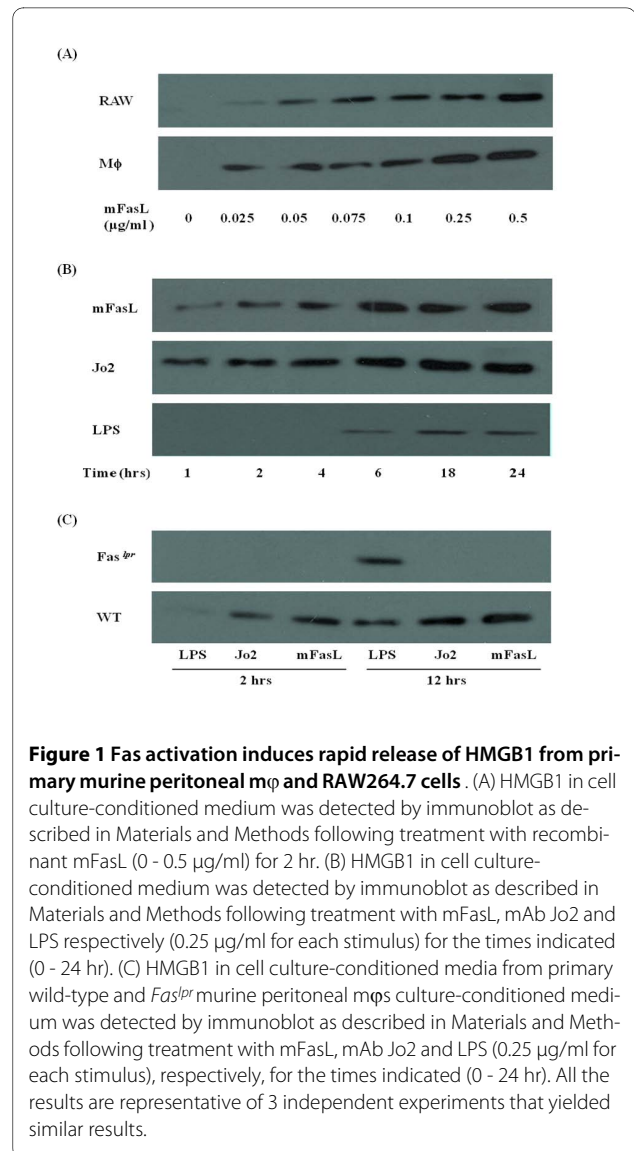 (A)
RAW
Mϕ
mFasL (µg/ml) 0 0.025 0.05 0.075 0.1 0.25 0.5
(B)
mFasL
Jo2
LPS
Time (hrs) 1 2 4 6 18 24
(C)
Fas lpr
WT
LPS Jo2 mFasL LPS Jo2 mFasL
2 hrs 12 hrs
Figure 1 Fas activation induces rapid release of HMGB1 from pri-
mary murine peritoneal mφ and RAW264.7 cells . (A) HMGB1 in cell
culture-conditioned medium was detected by immunoblot as de-
scribed in Materials and Methods following treatment with recombi-
nant mFasL (0 - 0.5 µg/ml) for 2 hr. (B) HMGB1 in cell culture-
conditioned medium was detected by immunoblot as described in
Materials and Methods following treatment with mFasL, mAb Jo2 and
LPS respectively (0.25 µg/ml for each stimulus) for the times indicated
(0 - 24 hr). (C) HMGB1 in cell culture-conditioned media from primary
wild-type and Faslpr murine peritoneal mφs culture-conditioned medi-
um was detected by immunoblot as described in Materials and Meth-
ods following treatment with mFasL, mAb Jo2 and LPS (0.25 µg/ml for
each stimulus), respectively, for the times indicated (0 - 24 hr). All the
results are representative of 3 independent experiments that yielded
similar results.